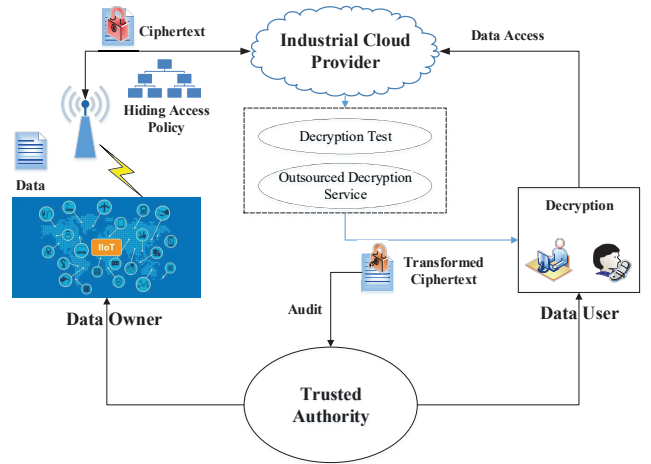 Ciphertext
Industrial Cloud
Provider
Data Access
Hiding Access
Policy
Decryption Test
Data
Outsourced Decryption
Service
Decryption
IIoT
Transformed
Ciphertext
Data Owner
Audit
Data User
Trusted
Authority